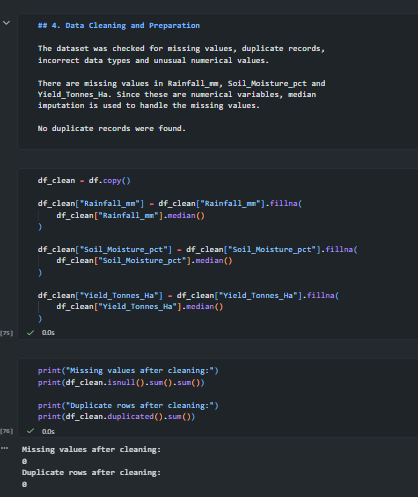 ## 4. Data Cleaning and Preparation
The dataset was checked for missing values, duplicate records,
incorrect data types and unusual numerical values.
There are missing values in Rainfall_mm, Soil_Moisture_pct and
Yield_Tonnes_Ha. Since these are numerical variables, median
imputation is used to handle the missing values.
No duplicate records were found.
df_clean = df.copy()
df_clean["Rainfall_mm"] = df_clean["Rainfall_mm"].fillna(
df_clean["Rainfall_mm"].median()
)
df_clean["Soil_Moisture_pct"] = df_clean["Soil_Moisture_pct"].fillna(
df_clean["Soil_Moisture_pct"].median()
)
df_clean["Yield_Tonnes_Ha"] = df_clean["Yield_Tonnes_Ha"].fillna(
df_clean["Yield_Tonnes_Ha"].median()
)
[75] ✓ 0.0s
print("Missing values after cleaning:")
print(df_clean.isnull().sum().sum())
print("Duplicate rows after cleaning:")
print(df_clean.duplicated().sum())
[76] ✓ 0.0s
... Missing values after cleaning:
0
Duplicate rows after cleaning:
0